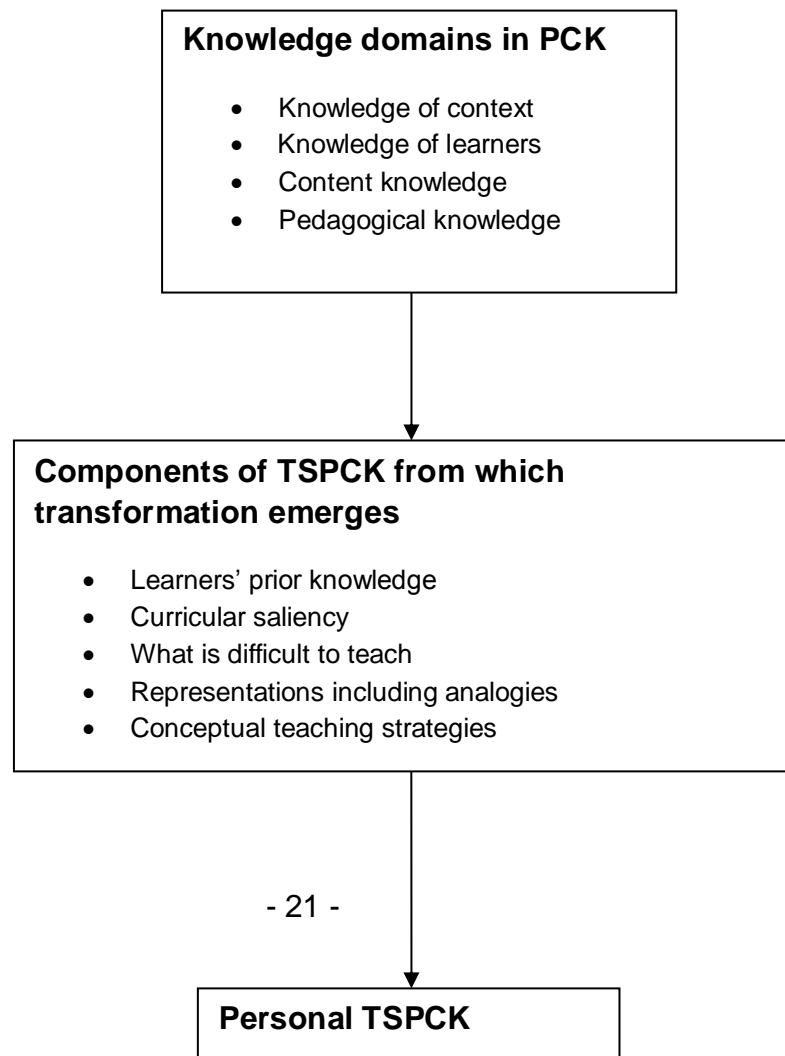 Knowledge domains in PCK
• Knowledge of context
• Knowledge of learners
• Content knowledge
• Pedagogical knowledge
Components of TSPCK from which
transformation emerges
• Learners’ prior knowledge
• Curricular saliency
• What is difficult to teach
• Representations including analogies
• Conceptual teaching strategies
- 21 -
Personal TSPCK